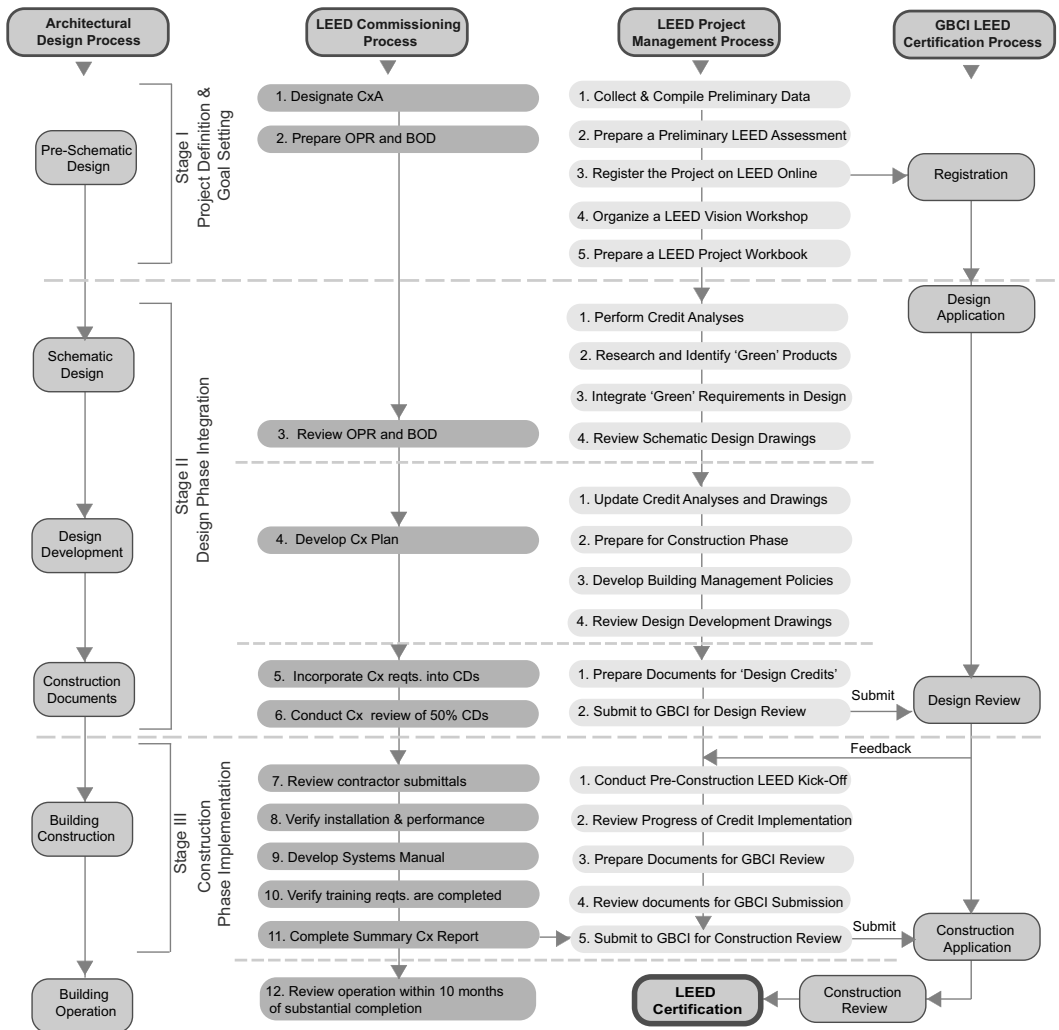 Architectural
Design Process
LEED Commissioning
Process
LEED Project
Management Process
GBCI LEED
Certification Process
Stage I
Project Definition &
Goal Setting
Pre-Schematic
Design
1. Designate CxA
2. Prepare OPR and BOD
1. Collect & Compile Preliminary Data
2. Prepare a Preliminary LEED Assessment
3. Register the Project on LEED Online
4. Organize a LEED Vision Workshop
5. Prepare a LEED Project Workbook
Registration
Design
Application
Stage II
Design Phase Integration
Schematic
Design
3. Review OPR and BOD
1. Perform Credit Analyses
2. Research and Identify ‘Green’ Products
3. Integrate ‘Green’ Requirements in Design
4. Review Schematic Design Drawings
Design
Development
4. Develop Cx Plan
1. Update Credit Analyses and Drawings
2. Prepare for Construction Phase
3. Develop Building Management Policies
4. Review Design Development Drawings
Construction
Documents
5. Incorporate Cx reqts. into CDs
6. Conduct Cx review of 50% CDs
1. Prepare Documents for ‘Design Credits’
2. Submit to GBCI for Design Review
Submit
Design Review
Feedback
Stage III
Construction
Phase Implementation
Building
Construction
7. Review contractor submittals
8. Verify installation & performance
9. Develop Systems Manual
10. Verify training reqts. are completed
11. Complete Summary Cx Report
1. Conduct Pre-Construction LEED Kick-Off
2. Review Progress of Credit Implementation
3. Prepare Documents for GBCI Review
4. Review documents for GBCI Submission
5. Submit to GBCI for Construction Review
Submit
Construction
Application
Building
Operation
12. Review operation within 10 months
of substantial completion
LEED
Certification
Construction
Review